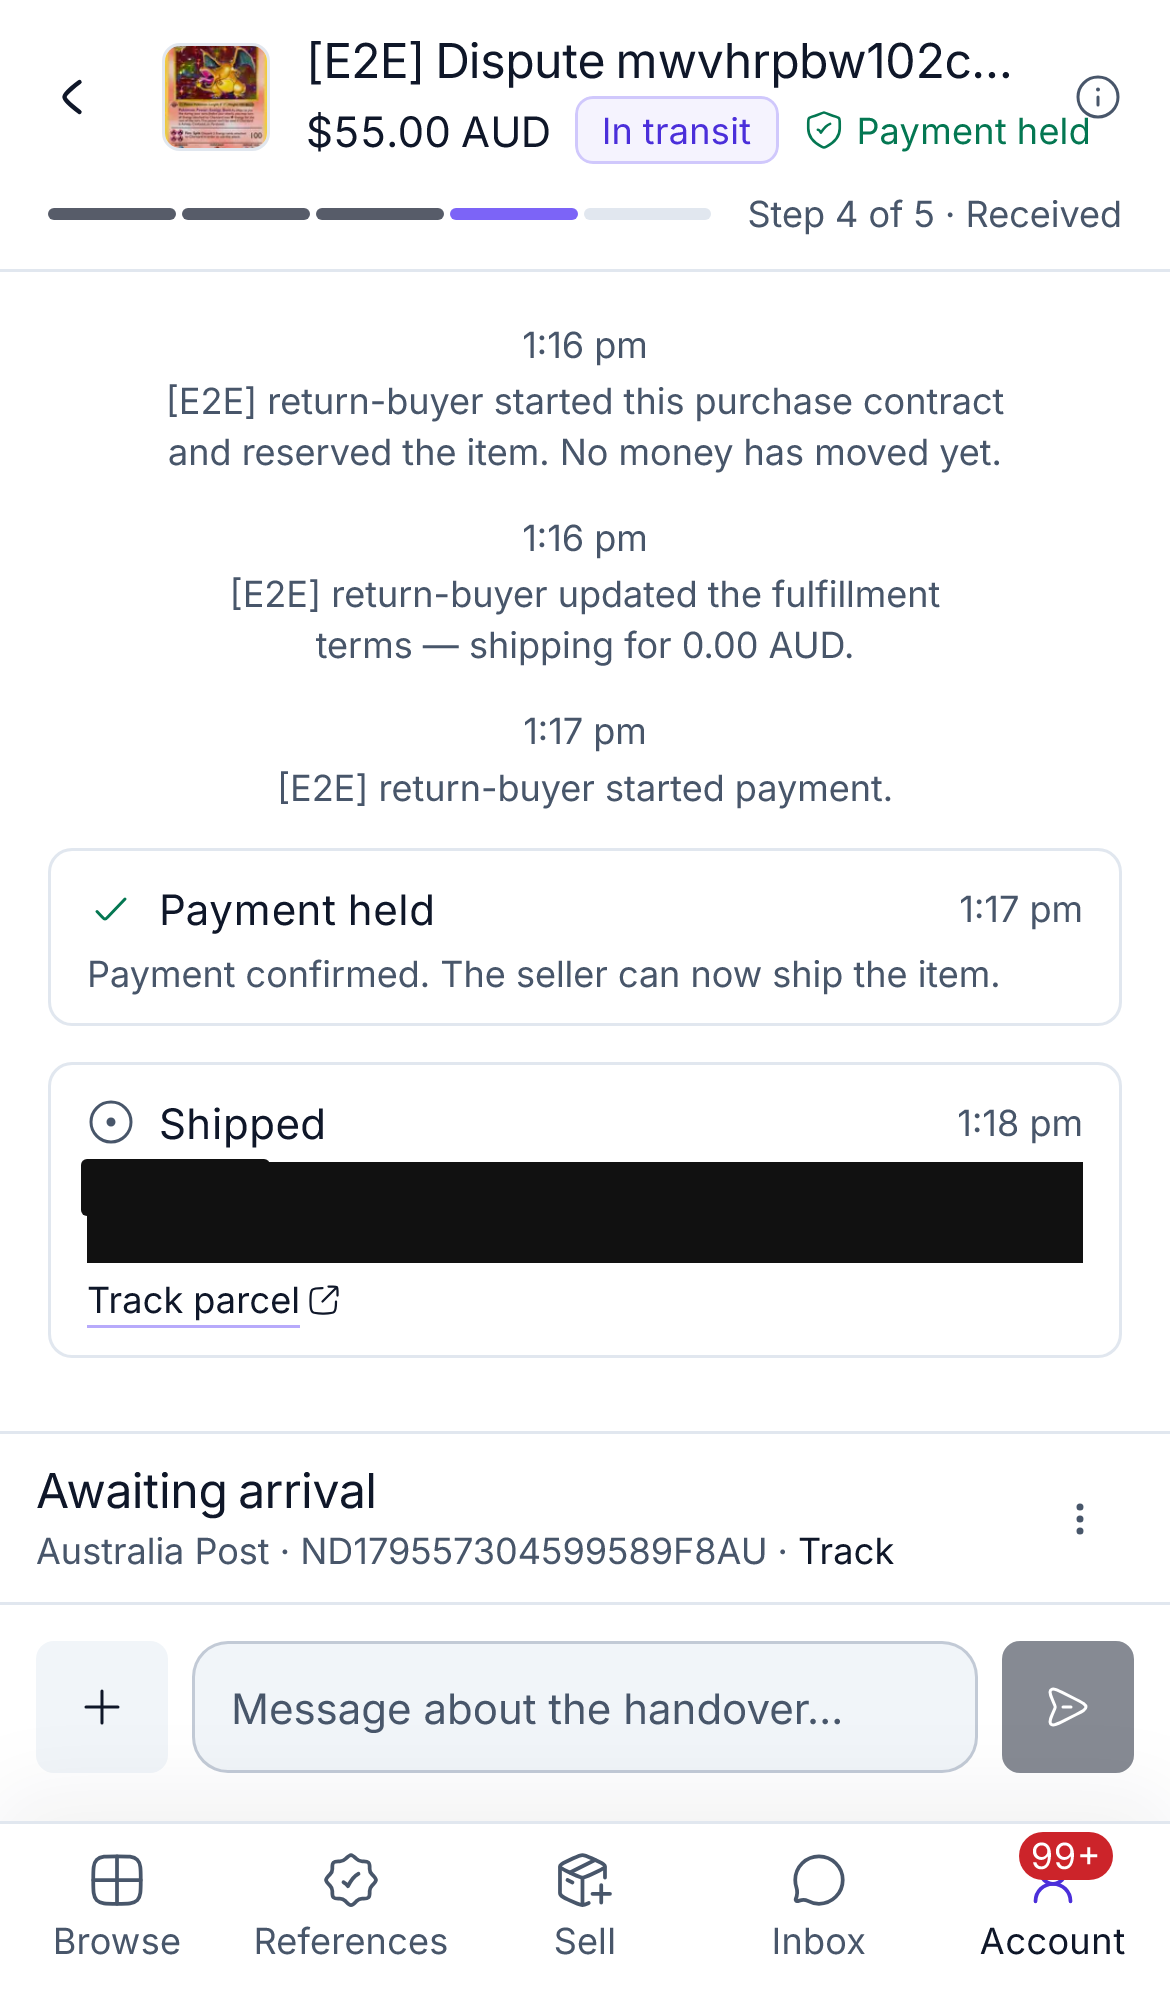 [E2E] Dispute mwvhrpbw102c...
$55.00 AUD In transit Payment held
Step 4 of 5 · Received
1:16 pm
[E2E] return-buyer started this purchase contract
and reserved the item. No money has moved yet.
1:16 pm
[E2E] return-buyer updated the fulfillment
terms — shipping for 0.00 AUD.
1:17 pm
[E2E] return-buyer started payment.
Payment held 1:17 pm
Payment confirmed. The seller can now ship the item.
Shipped 1:18 pm
Track parcel
Awaiting arrival
Australia Post · ND179557304599589F8AU · Track
Message about the handover...
99+
Browse References Sell Inbox Account